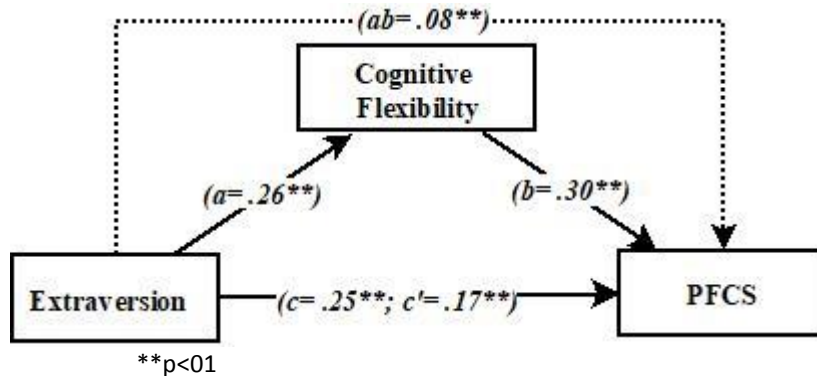 (ab= .08**)
Cognitive
Flexibility
(a= .26**)
(b= .30**)
Extraversion
(c= .25**; c'= .17**)
PFCS
**p<01